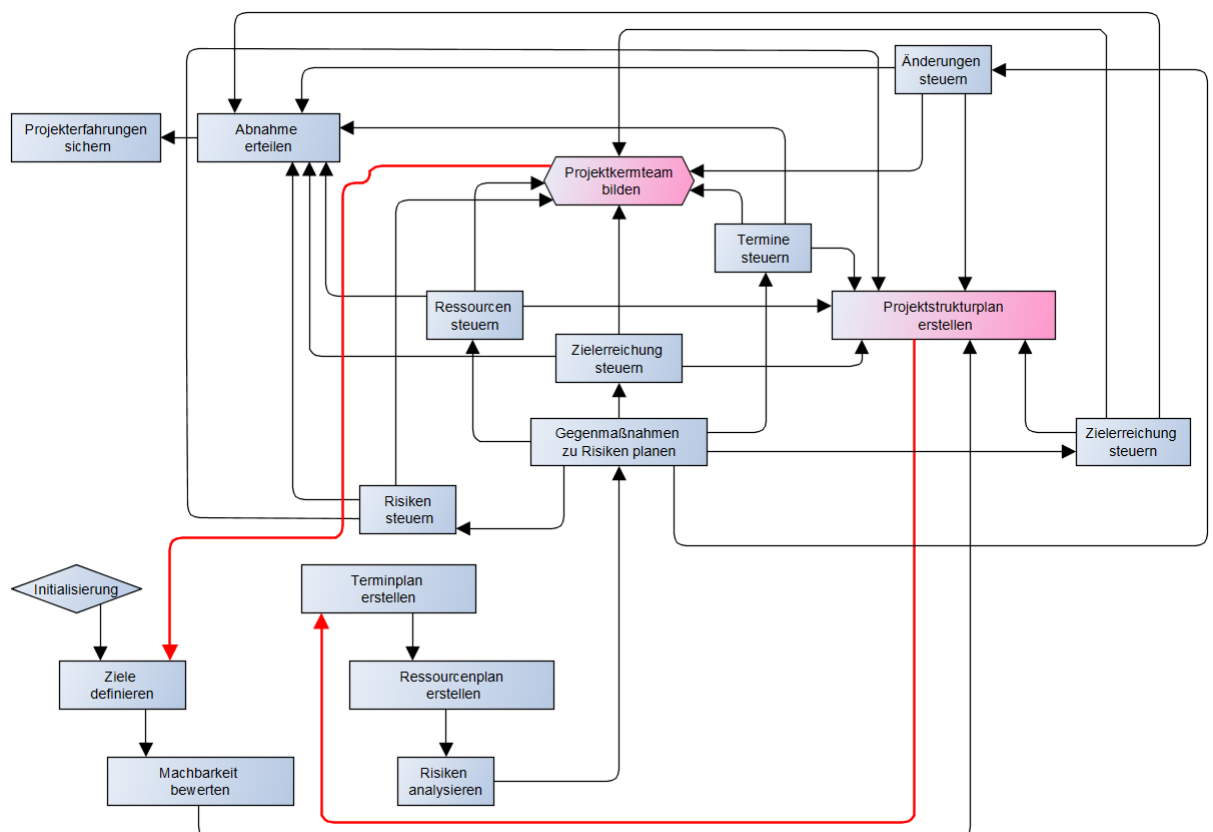 Änderungen
steuern
Projekterfahrungen
sichern
Abnahme
erteilen
Projektkermteam
bilden
Termine
steuern
Ressourcen
steuern
Projektstrukturplan
erstellen
Zielerreichung
steuern
Gegenmaßnahmen
zu Risiken planen
Zielerreichung
steuern
Risiken
steuern
Initialisierung
Terminplan
erstellen
Ziele
definieren
Ressourcenplan
erstellen
Machbarkeit
bewerten
Risiken
analysieren